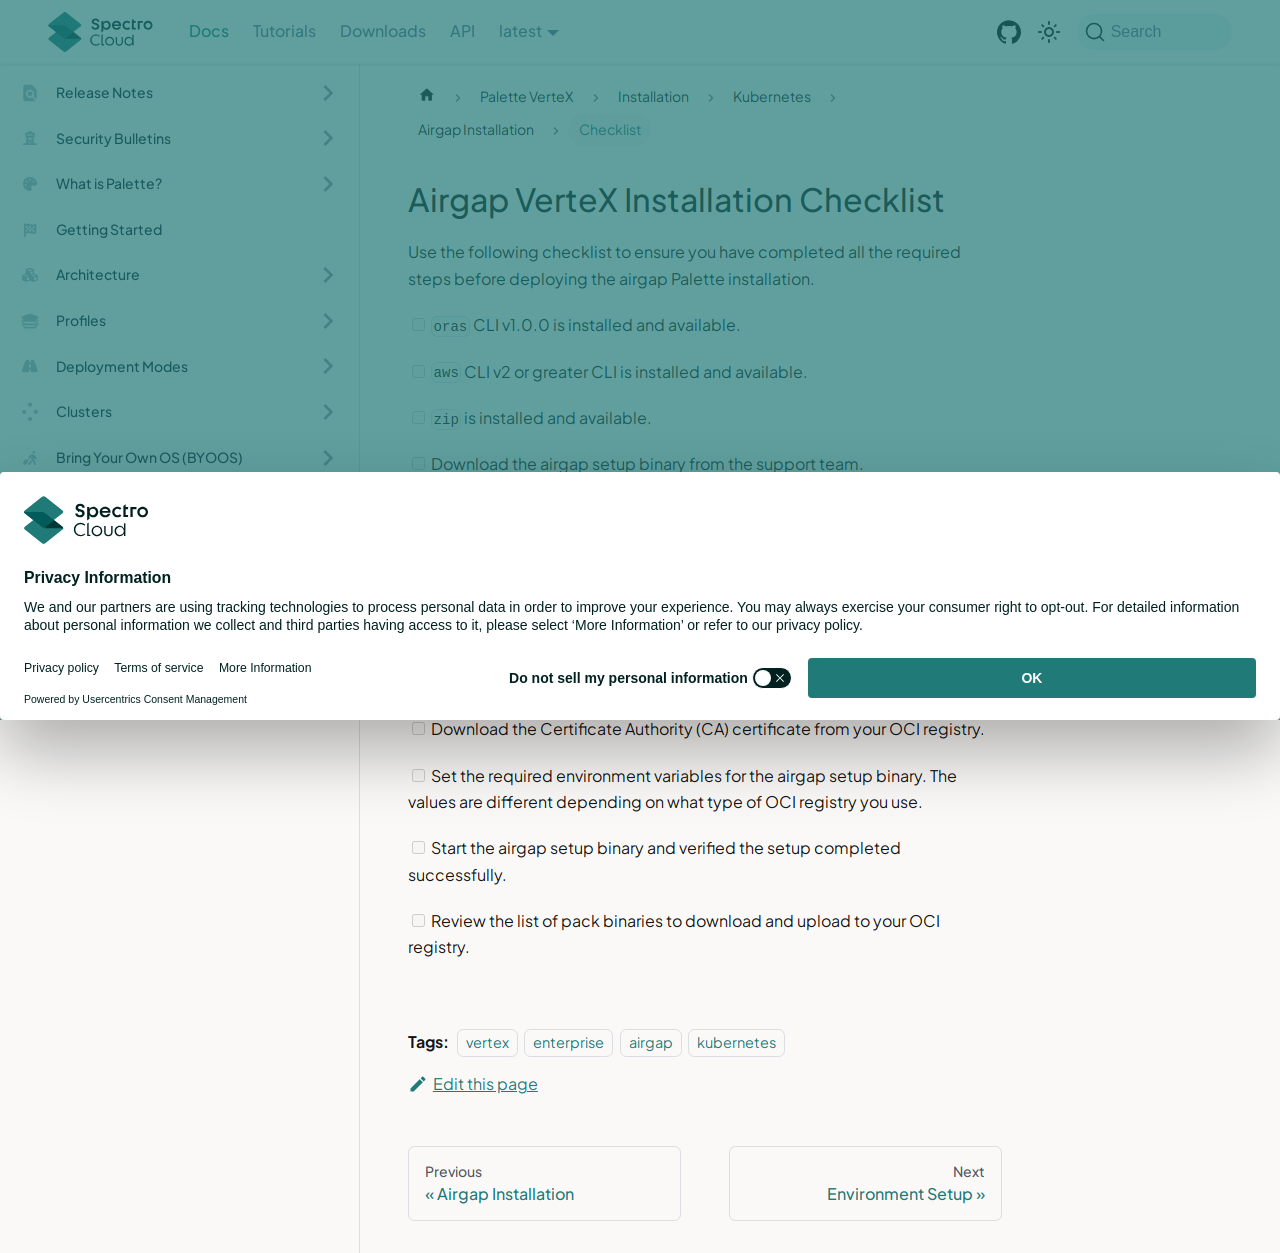 Spectro
Cloud
Docs
Tutorials
Downloads
API
latest
Search
Release Notes
Security Bulletins
What is Palette?
Getting Started
Architecture
Profiles
Deployment Modes
Clusters
Bring Your Own OS (BYOOS)
Palette VerteX
Installation
Kubernetes
Airgap Installation
Checklist
Airgap VerteX Installation Checklist
Use the following checklist to ensure you have completed all the required
steps before deploying the airgap Palette installation.
oras CLI v1.0.0 is installed and available.
aws CLI v2 or greater CLI is installed and available.
zip is installed and available.
Download the airgap setup binary from the support team.
Spectro
Cloud
Privacy Information
We and our partners are using tracking technologies to process personal data in order to improve your experience. You may always exercise your consumer right to opt-out. For detailed information
about personal information we collect and third parties having access to it, please select ‘More Information’ or refer to our privacy policy.
Privacy policy
Terms of service
More Information
Do not sell my personal information
OK
Powered by Usercentrics Consent Management
Download the Certificate Authority (CA) certificate from your OCI registry.
Set the required environment variables for the airgap setup binary. The
values are different depending on what type of OCI registry you use.
Start the airgap setup binary and verified the setup completed
successfully.
Review the list of pack binaries to download and upload to your OCI
registry.
Tags: vertex enterprise airgap kubernetes
Edit this page
Previous
« Airgap Installation
Next
Environment Setup »